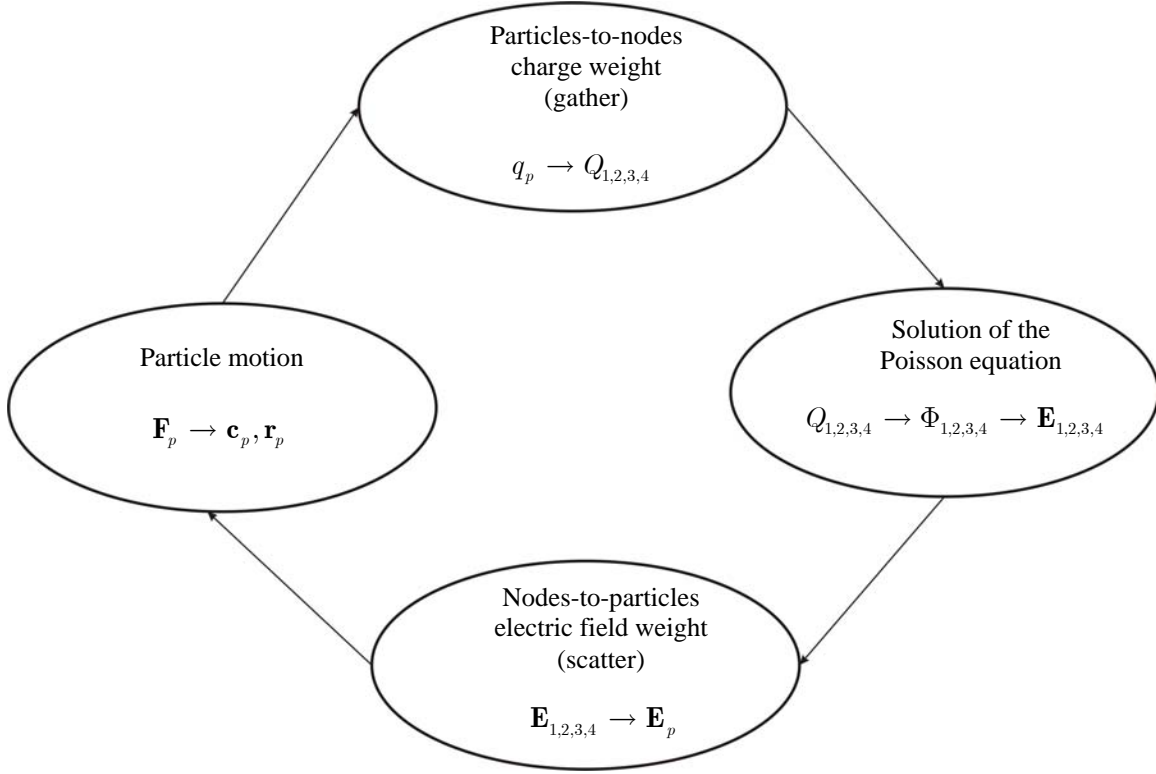 Particles-to-nodes
charge weight
(gather)
q_p → Q_{1,2,3,4}
Solution of the
Poisson equation
Q_{1,2,3,4} → Φ_{1,2,3,4} → E_{1,2,3,4}
Particle motion
F_p → c_p, r_p
Nodes-to-particles
electric field weight
(scatter)
E_{1,2,3,4} → E_p